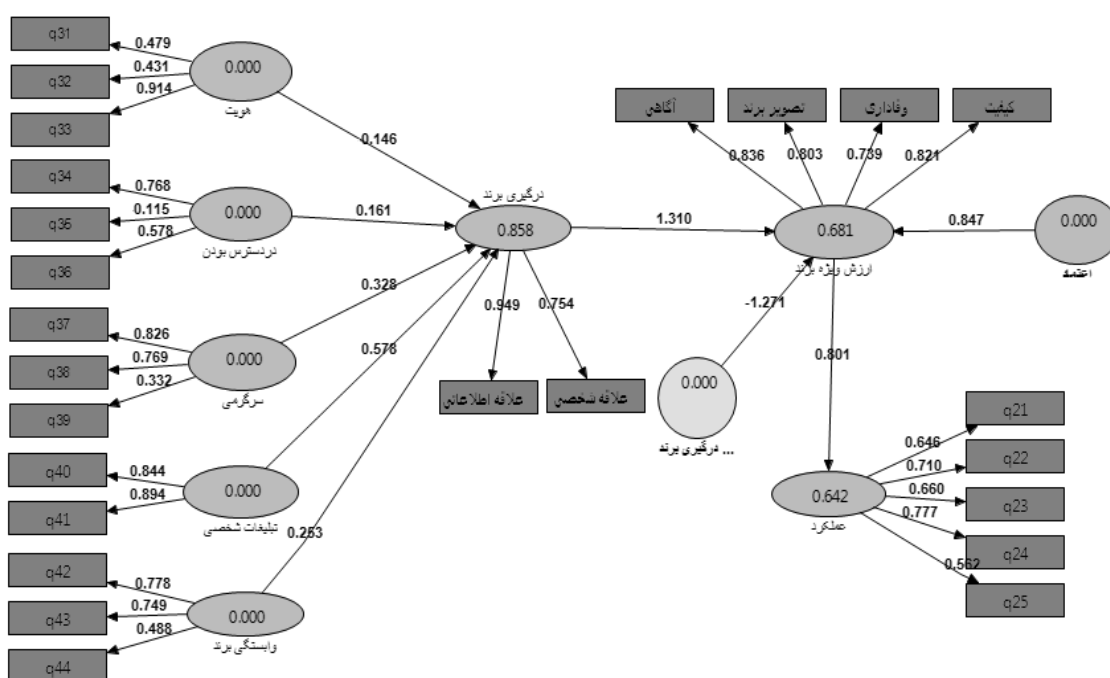 q31
0.479
q32
0.431
0.914
q33
0.000
هویت
0.146
q34
0.768
q35
0.115
0.578
q36
0.000
دردسترس بودن
0.161
q37
0.826
q38
0.769
0.332
q39
0.000
سرگرمی
0.328
q40
0.844
q41
0.894
0.000
تبلیغات شخصی
0.578
q42
0.778
q43
0.749
0.488
q44
0.000
وابستگی برند
0.253
درگیری برند
0.858
0.949
0.754
علاقه اطلاعاتی
علاقه شخصی
1.310
آگاهی
تصویر برند
وفاداری
کیفیت
0.836
0.803
0.739
0.821
0.681
ارزش ویژه برند
0.847
0.000
اعتماد
-1.271
0.000
درگیری برند ...
0.801
0.642
عملکرد
q21
0.646
q22
0.710
q23
0.660
q24
0.777
q25
0.562